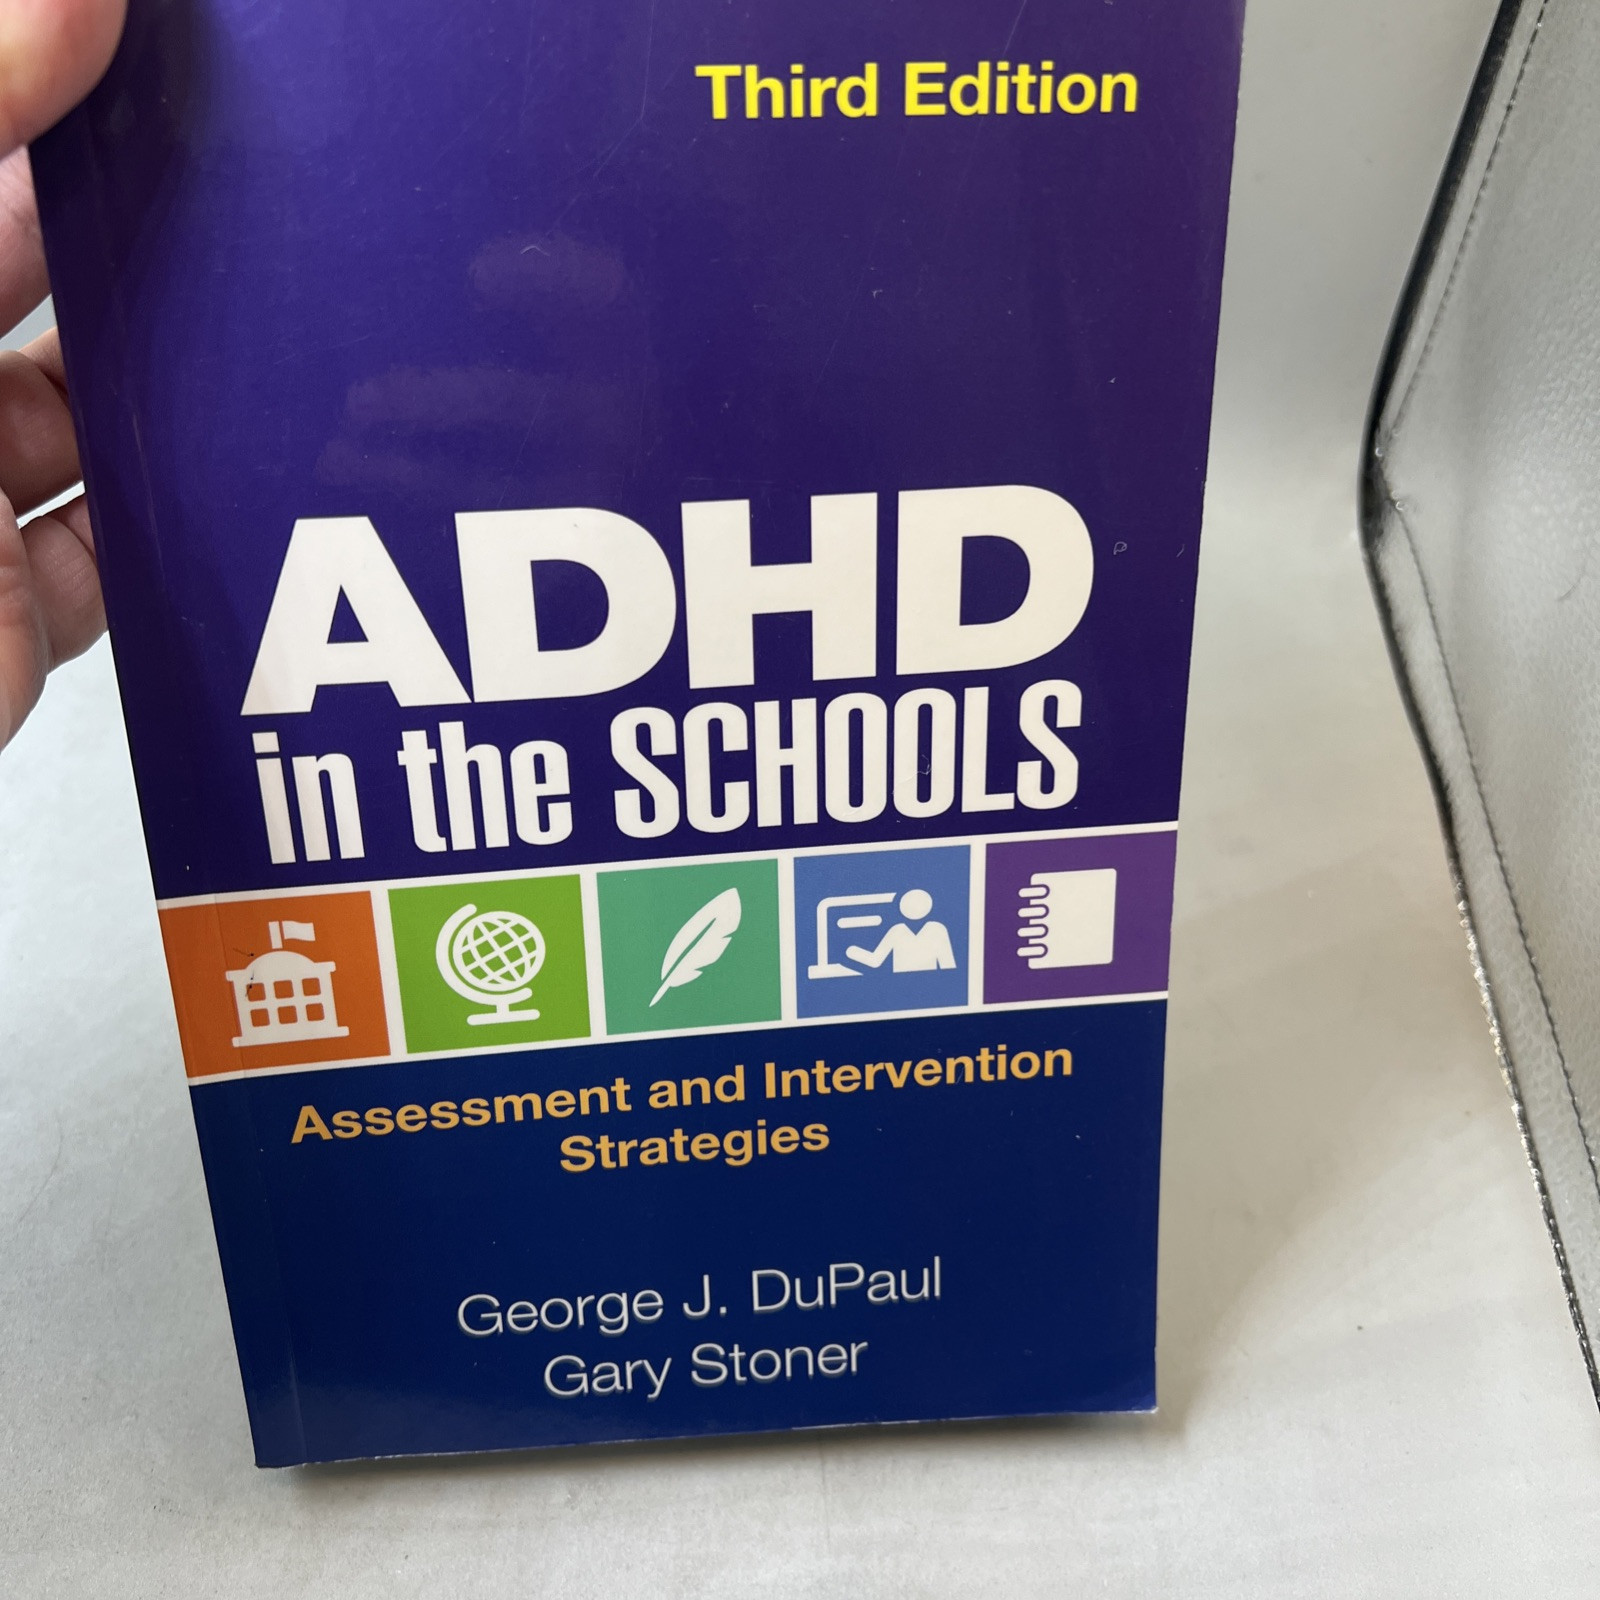 Third Edition
ADHD
in the SCHOOLS
Assessment and Intervention
Strategies
George J. DuPaul
Gary Stoner